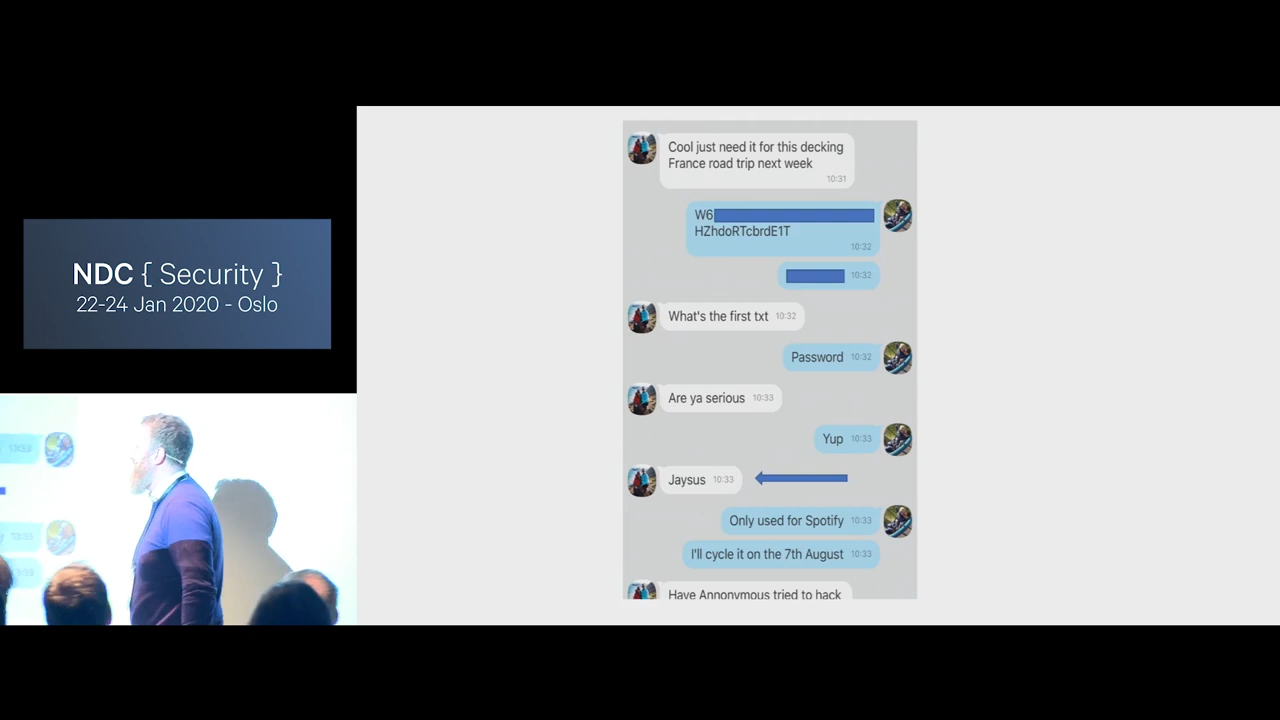 NDC { Security }
22-24 Jan 2020 - Oslo
Cool just need it for this decking
France road trip next week
10:31
W6
HZhdoRTcbrdE1T
10:32
10:32
What's the first txt 10:32
Password 10:32
Are ya serious 10:33
Yup 10:33
Jaysus 10:33
Only used for Spotify 10:33
I'll cycle it on the 7th August 10:33
Have Annonymous tried to hack